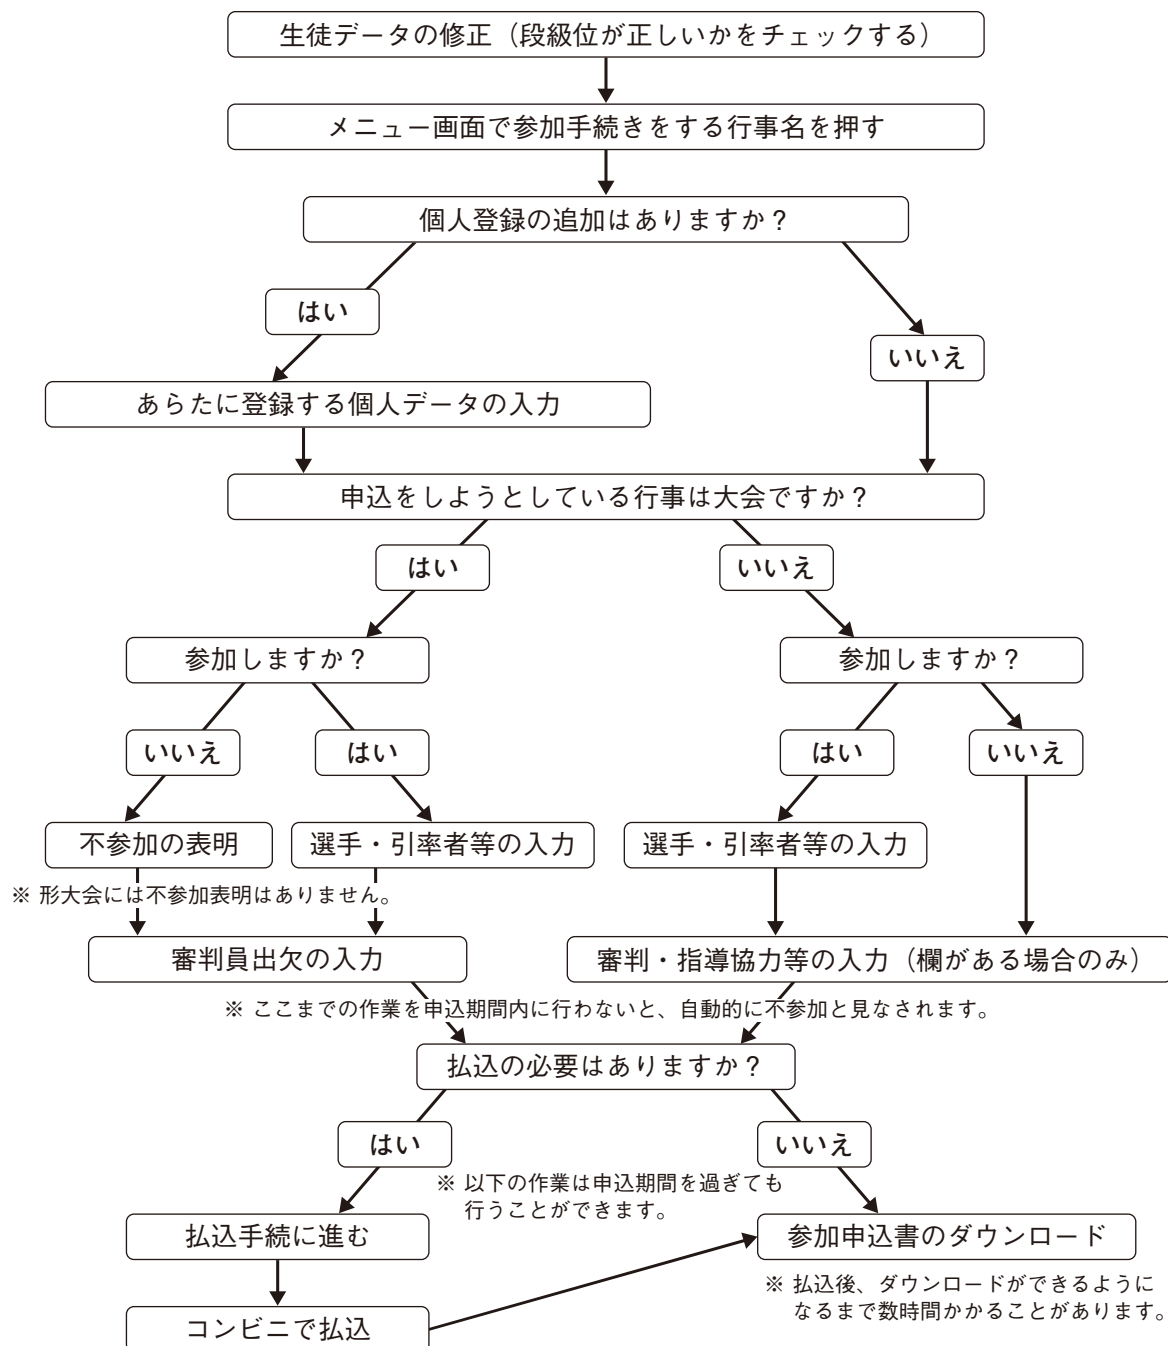 生徒データの修正（段級位が正しいかをチェックする）
メニュー画面で参加手続きをする行事名を押す
個人登録の追加はありますか？
はい
いいえ
あらたに登録する個人データの入力
申込をしようとしている行事は大会ですか？
はい
いいえ
参加しますか？
参加しますか？
いいえ
はい
はい
いいえ
不参加の表明
選手・引率者等の入力
選手・引率者等の入力
※ 形大会には不参加表明はありません。
審判員出欠の入力
審判・指導協力等の入力（欄がある場合のみ）
※ ここまでの作業を申込期間内に行わないと、自動的に不参加と見なされます。
払込の必要はありますか？
はい
いいえ
※ 以下の作業は申込期間を過ぎても
行うことができます。
払込手続に進む
参加申込書のダウンロード
※ 払込後、ダウンロードができるように
なるまで数時間かかることがあります。
コンビニで払込